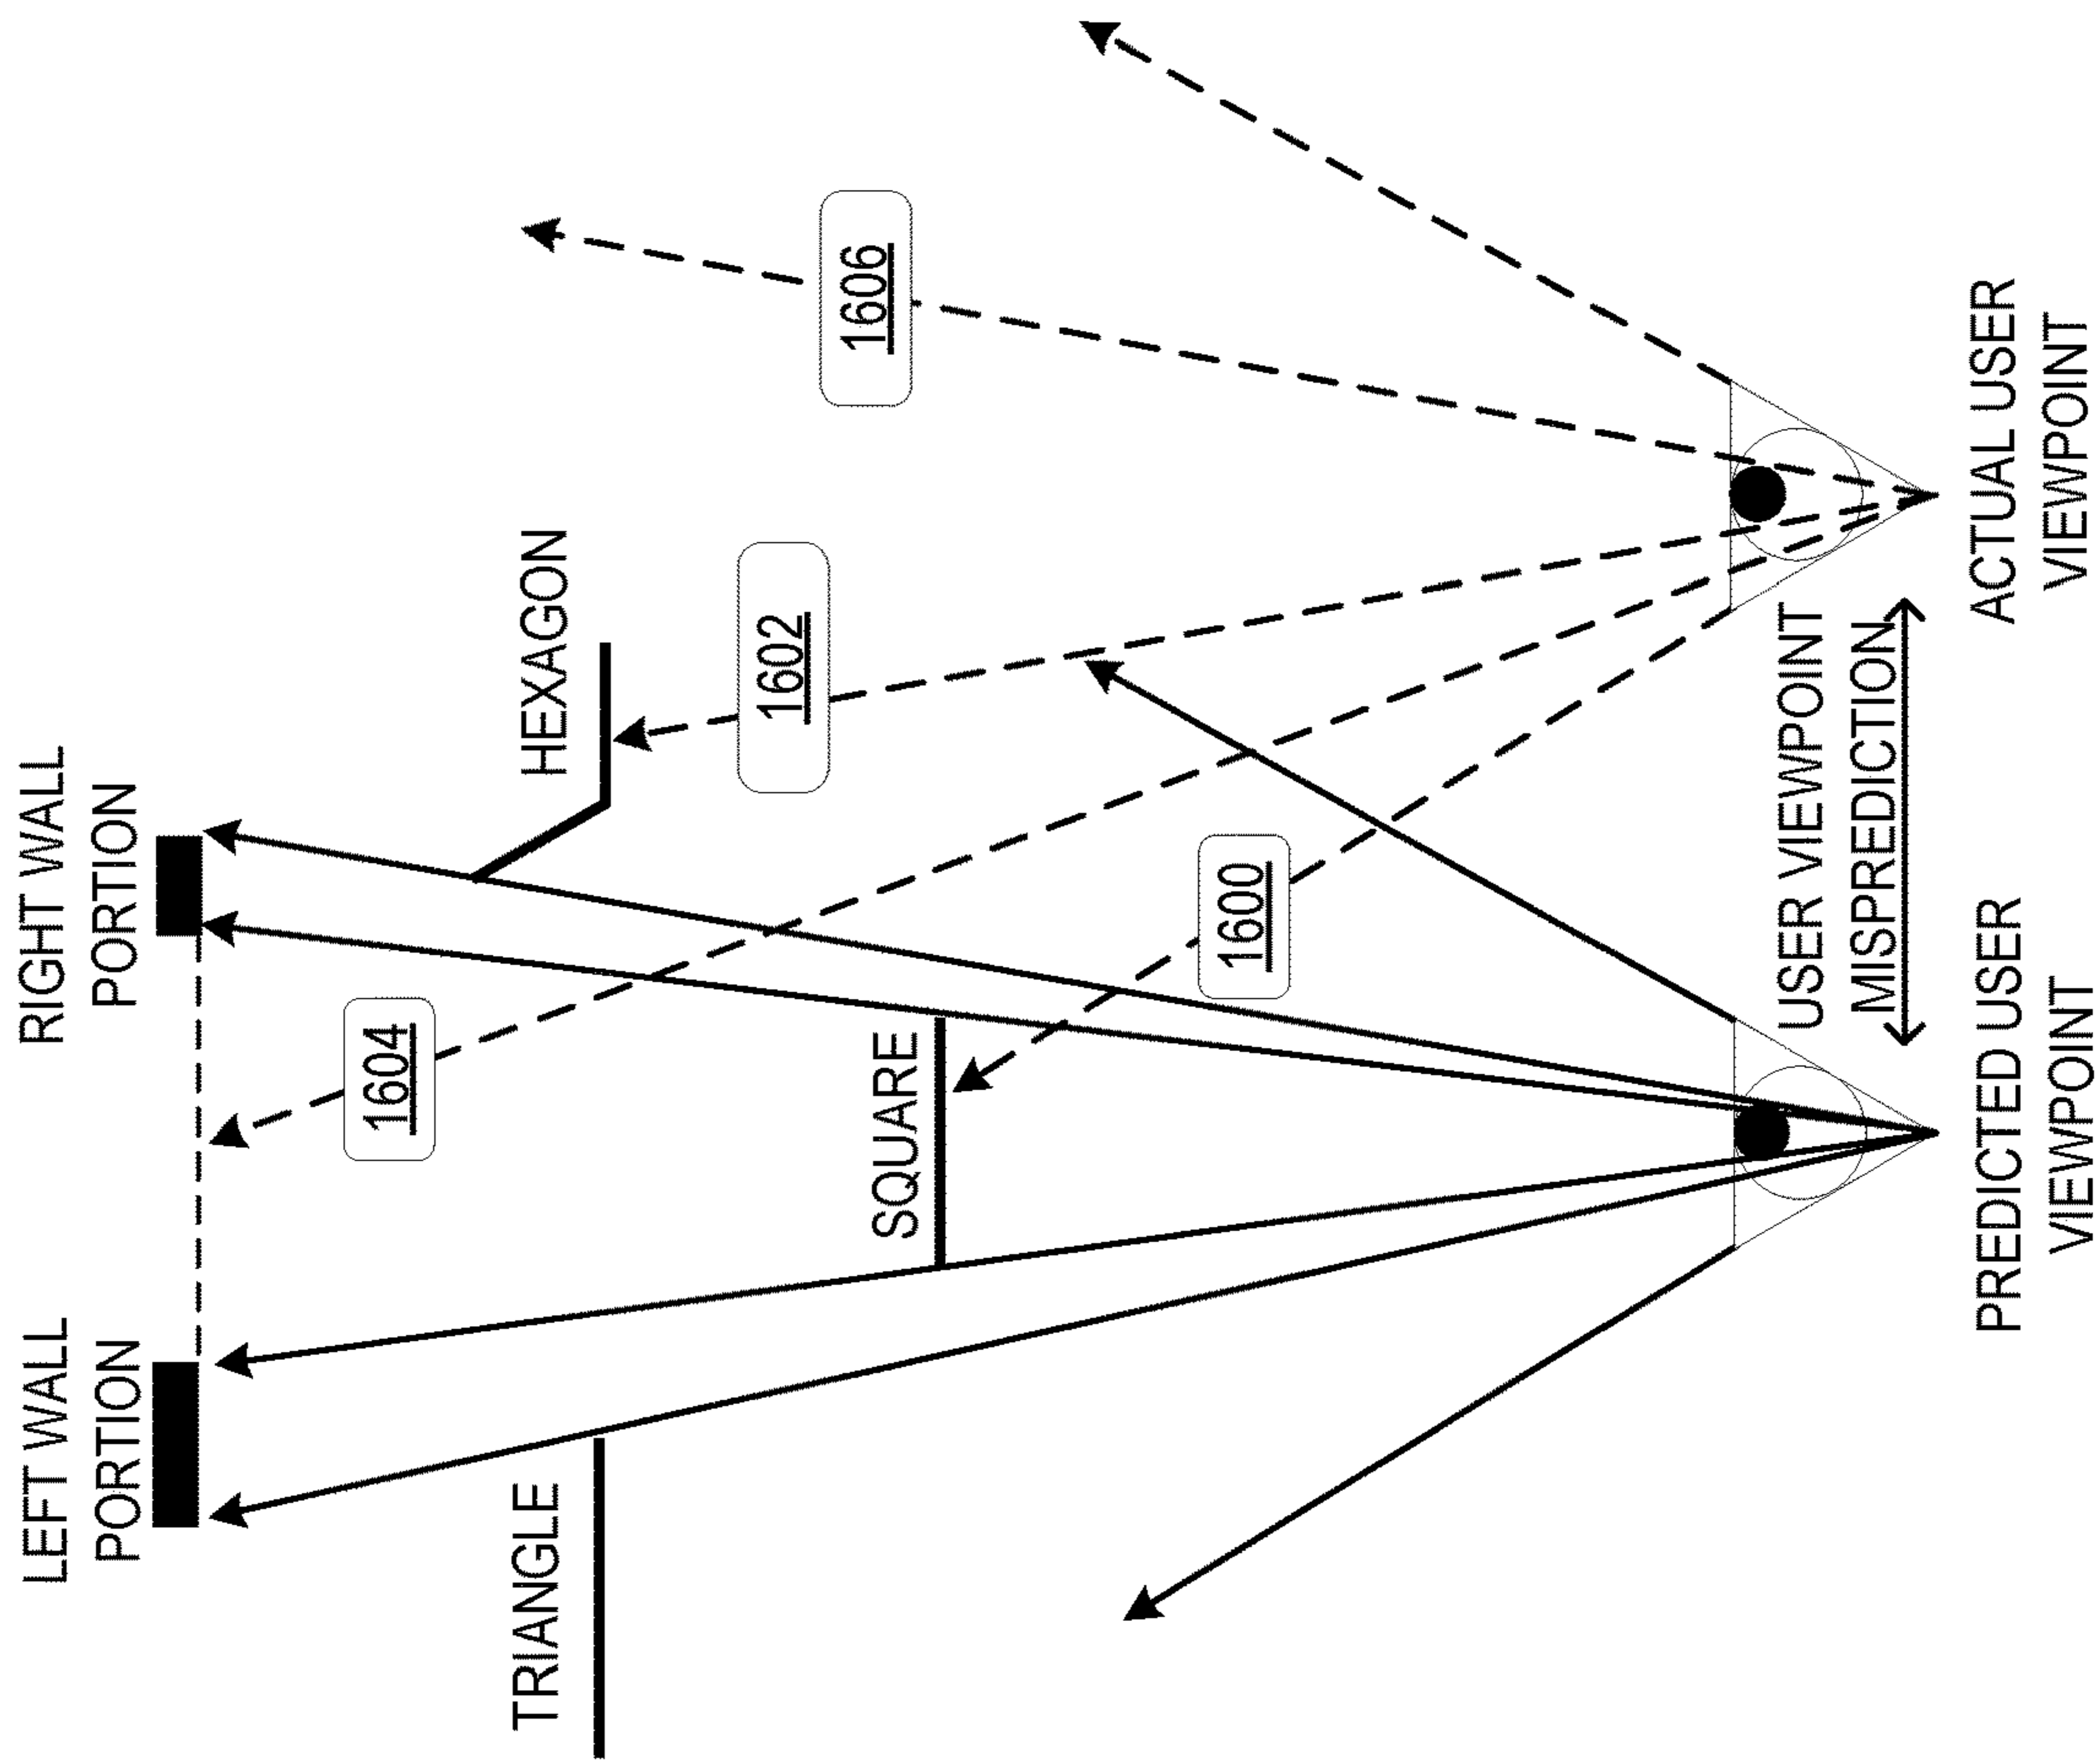 LEFT WALL
PORTION
RIGHT WALL
PORTION
TRIANGLE
HEXAGON
SQUARE
1604
1602
1606
1600
USER VIEWPOINT
MISPREDICTION
PREDICTED USER
VIEWPOINT
ACTUAL USER
VIEWPOINT